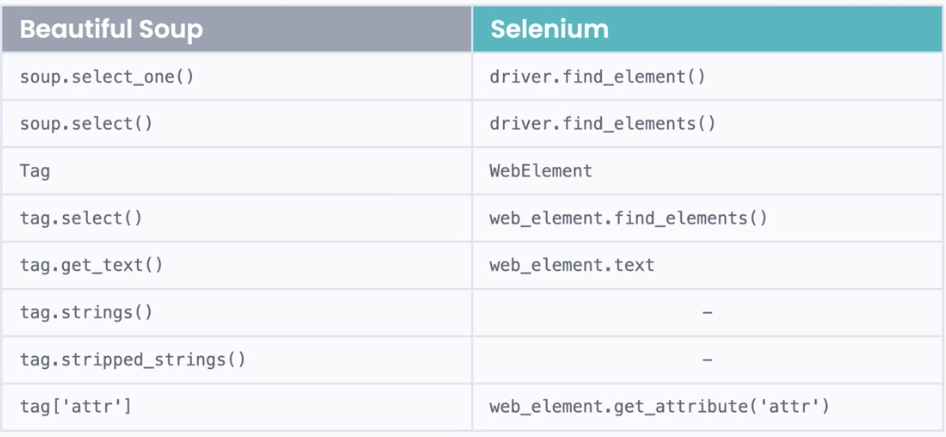 Beautiful Soup Selenium
soup.select_one() driver.find_element()
soup.select() driver.find_elements()
Tag WebElement
tag.select() web_element.find_elements()
tag.get_text() web_element.text
tag.strings() –
tag.stripped_strings() –
tag['attr'] web_element.get_attribute('attr')